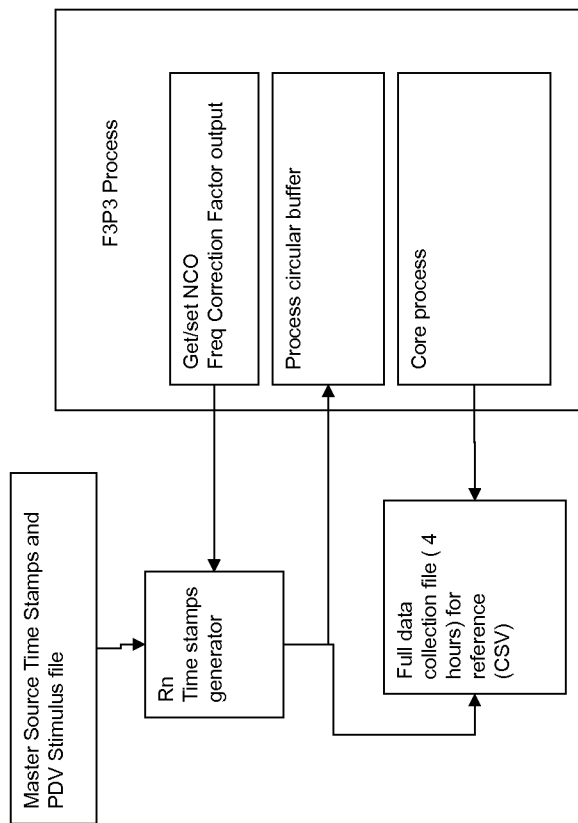 Master Source Time Stamps and
PDV Stimulus file
Rn
Time stamps
generator
Full data
collection file ( 4
hours) for
reference
(CSV)
F3P3 Process
Get/set NCO
Freq Correction Factor output
Process circular buffer
Core process